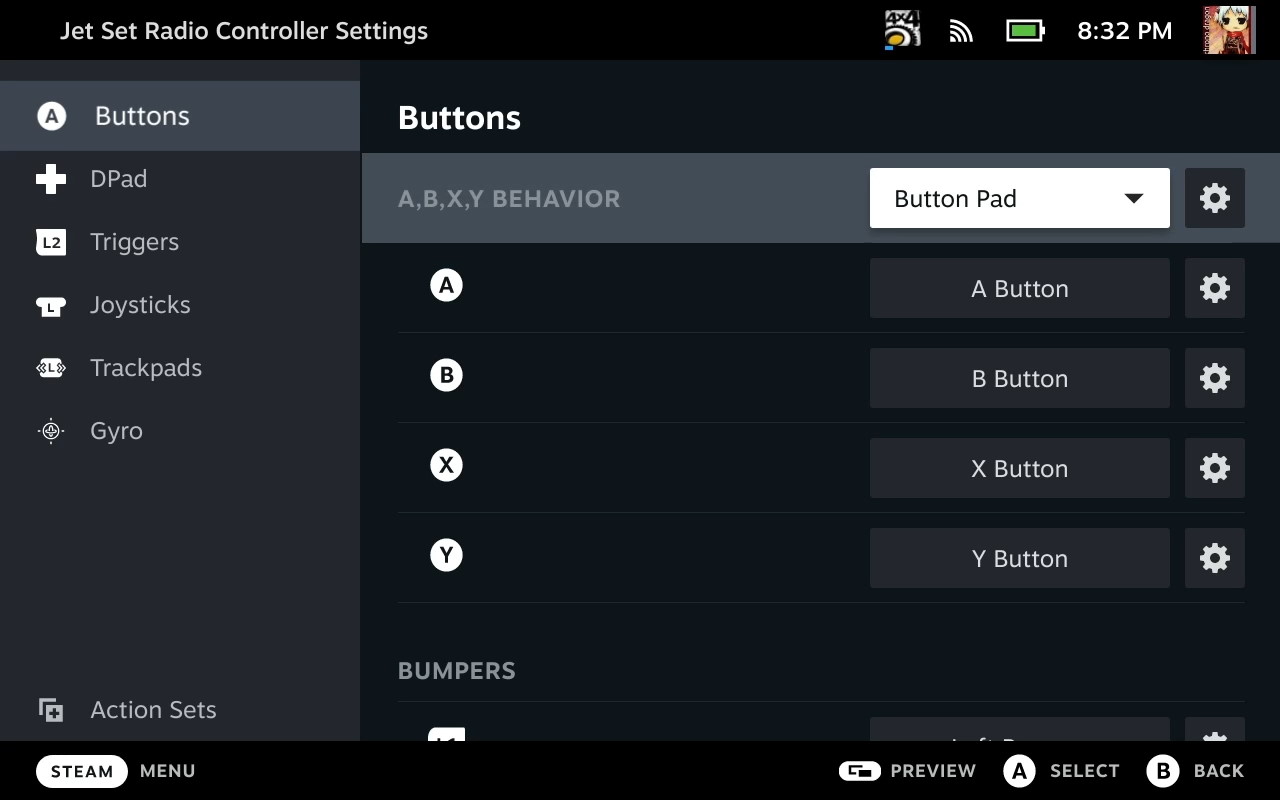 Jet Set Radio Controller Settings
4X4
8:32 PM
A Buttons
DPad
L2 Triggers
L Joysticks
L Trackpads
Gyro
Action Sets
Buttons
A,B,X,Y BEHAVIOR
Button Pad
A
A Button
B
B Button
X
X Button
Y
Y Button
BUMPERS
STEAM MENU
PREVIEW
A SELECT
B BACK